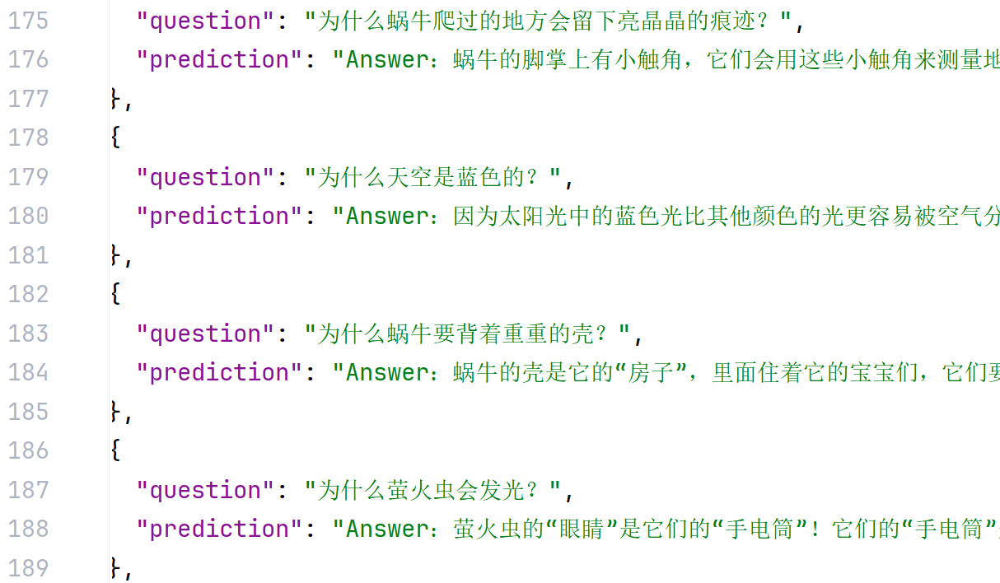 175 "question": "为什么蜗牛爬过的地方会留下亮晶晶的痕迹？",
176 "prediction": "Answer: 蜗牛的脚掌上有小触角，它们会用这些小触角来测量地
177 },
178 {
179 "question": "为什么天空是蓝色的？",
180 "prediction": "Answer: 因为太阳光中的蓝色光比其他颜色的光更容易被空气分
181 },
182 {
183 "question": "为什么蜗牛要背着重重的壳？",
184 "prediction": "Answer: 蜗牛的壳是它的“房子”，里面住着它的宝宝们，它们要
185 },
186 {
187 "question": "为什么萤火虫会发光？",
188 "prediction": "Answer: 萤火虫的“眼睛”是它们的“手电筒”！它们的“手电筒”
189 },